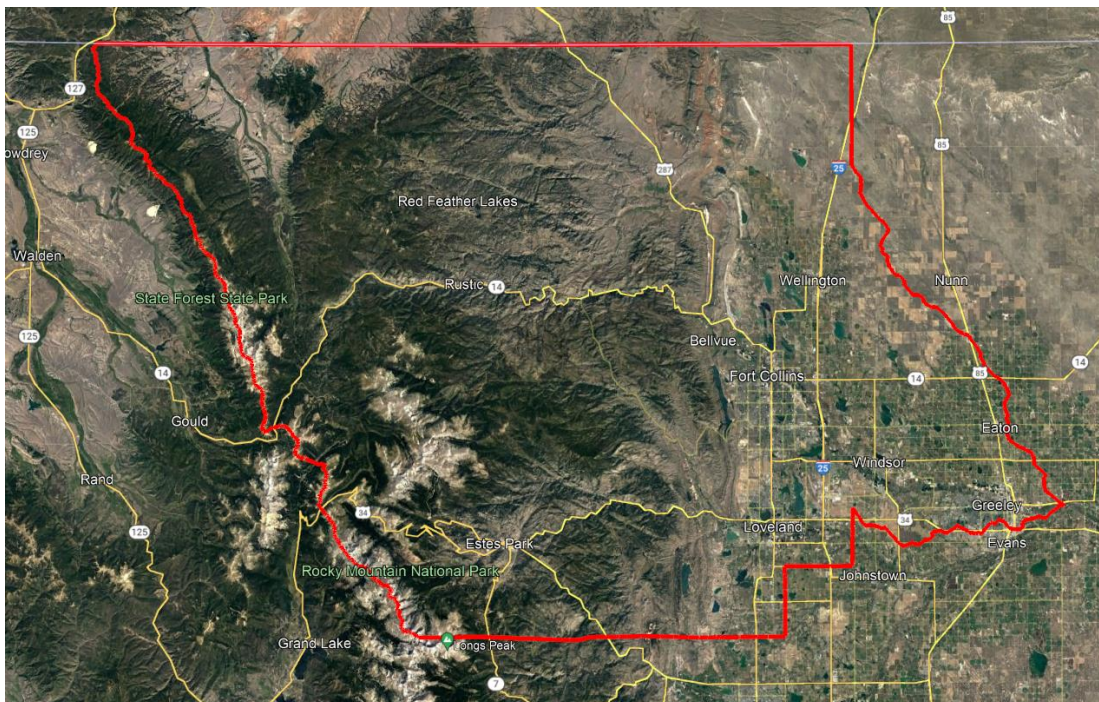 85
127
125
owdrey
85
287
25
Red Feather Lakes
Walden
Rustic
14
Wellington
Nunn
State Forest State Park
125
Bellvue
14
Fort Collins
14
85
14
Gould
Eaton
Rand
Windsor
25
34
Greeley
34
125
Loveland
Estes Park
Evans
Rocky Mountain National Park
Johnstown
Grand Lake
ongs Peak
7